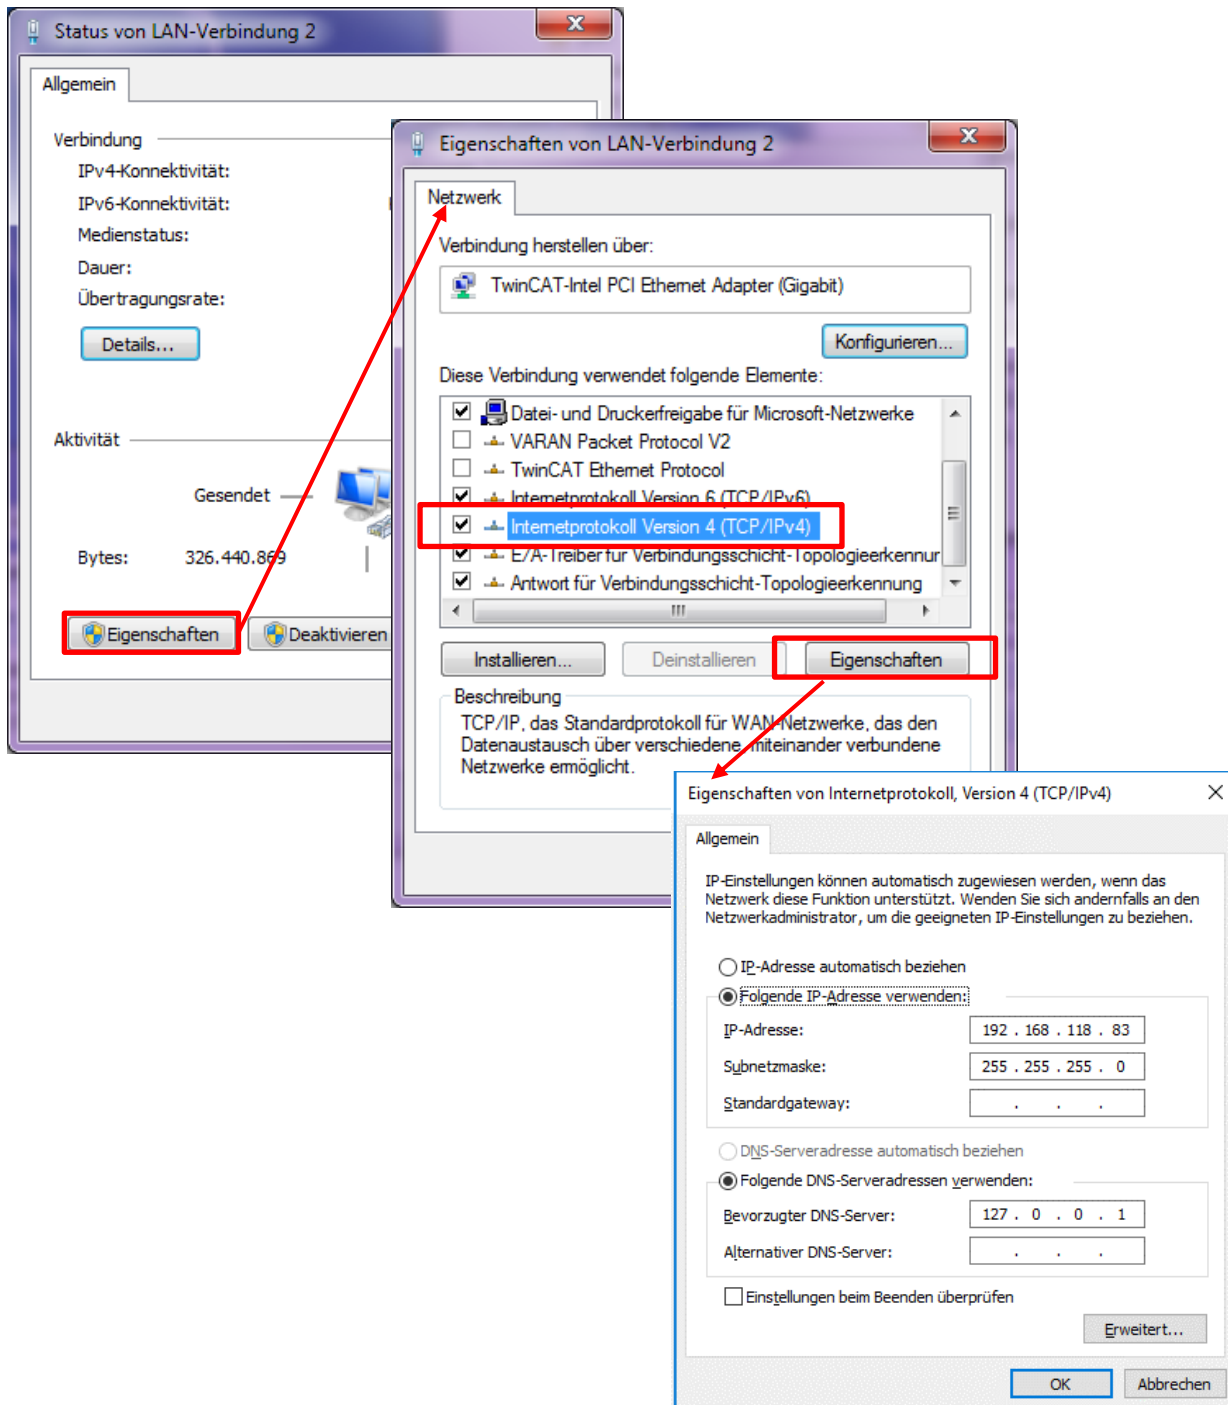 Status von LAN-Verbindung 2
Allgemein
Verbindung
IPv4-Konnektivität:
IPv6-Konnektivität:
Medienstatus:
Dauer:
Übertragungsrate:
Details...
Aktivität
Gesendet
Bytes: 326.440.869
Eigenschaften
Deaktivieren
Eigenschaften von LAN-Verbindung 2
Netzwerk
Verbindung herstellen über:
TwinCAT-Intel PCI Ethernet Adapter (Gigabit)
Konfigurieren...
Diese Verbindung verwendet folgende Elemente:
Datei- und Druckerfreigabe für Microsoft-Netzwerke
VARAN Packet Protocol V2
TwinCAT Ethernet Protocol
Internetprotokoll Version 6 (TCP/IPv6)
Internetprotokoll Version 4 (TCP/IPv4)
E/A-Treiber für Verbindungsschicht-Topologieerkennur
Antwort für Verbindungsschicht-Topologieerkennung
Installieren...
Deinstallieren
Eigenschaften
Beschreibung
TCP/IP, das Standardprotokoll für WAN-Netzwerke, das den
Datenaustausch über verschiedene, miteinander verbundene
Netzwerke ermöglicht.
Eigenschaften von Internetprotokoll, Version 4 (TCP/IPv4)
Allgemein
IP-Einstellungen können automatisch zugewiesen werden, wenn das
Netzwerk diese Funktion unterstützt. Wenden Sie sich andernfalls an den
Netzwerkadministrator, um die geeigneten IP-Einstellungen zu beziehen.
IP-Adresse automatisch beziehen
Folgende IP-Adresse verwenden:
IP-Adresse: 192 . 168 . 118 . 83
Subnetzmaske: 255 . 255 . 255 . 0
Standardgateway: . . .
DNS-Serveradresse automatisch beziehen
Folgende DNS-Serveradressen verwenden:
Bevorzugter DNS-Server: 127 . 0 . 0 . 1
Alternativer DNS-Server: . . .
Einstellungen beim Beenden überprüfen
Erweitert...
OK
Abbrechen